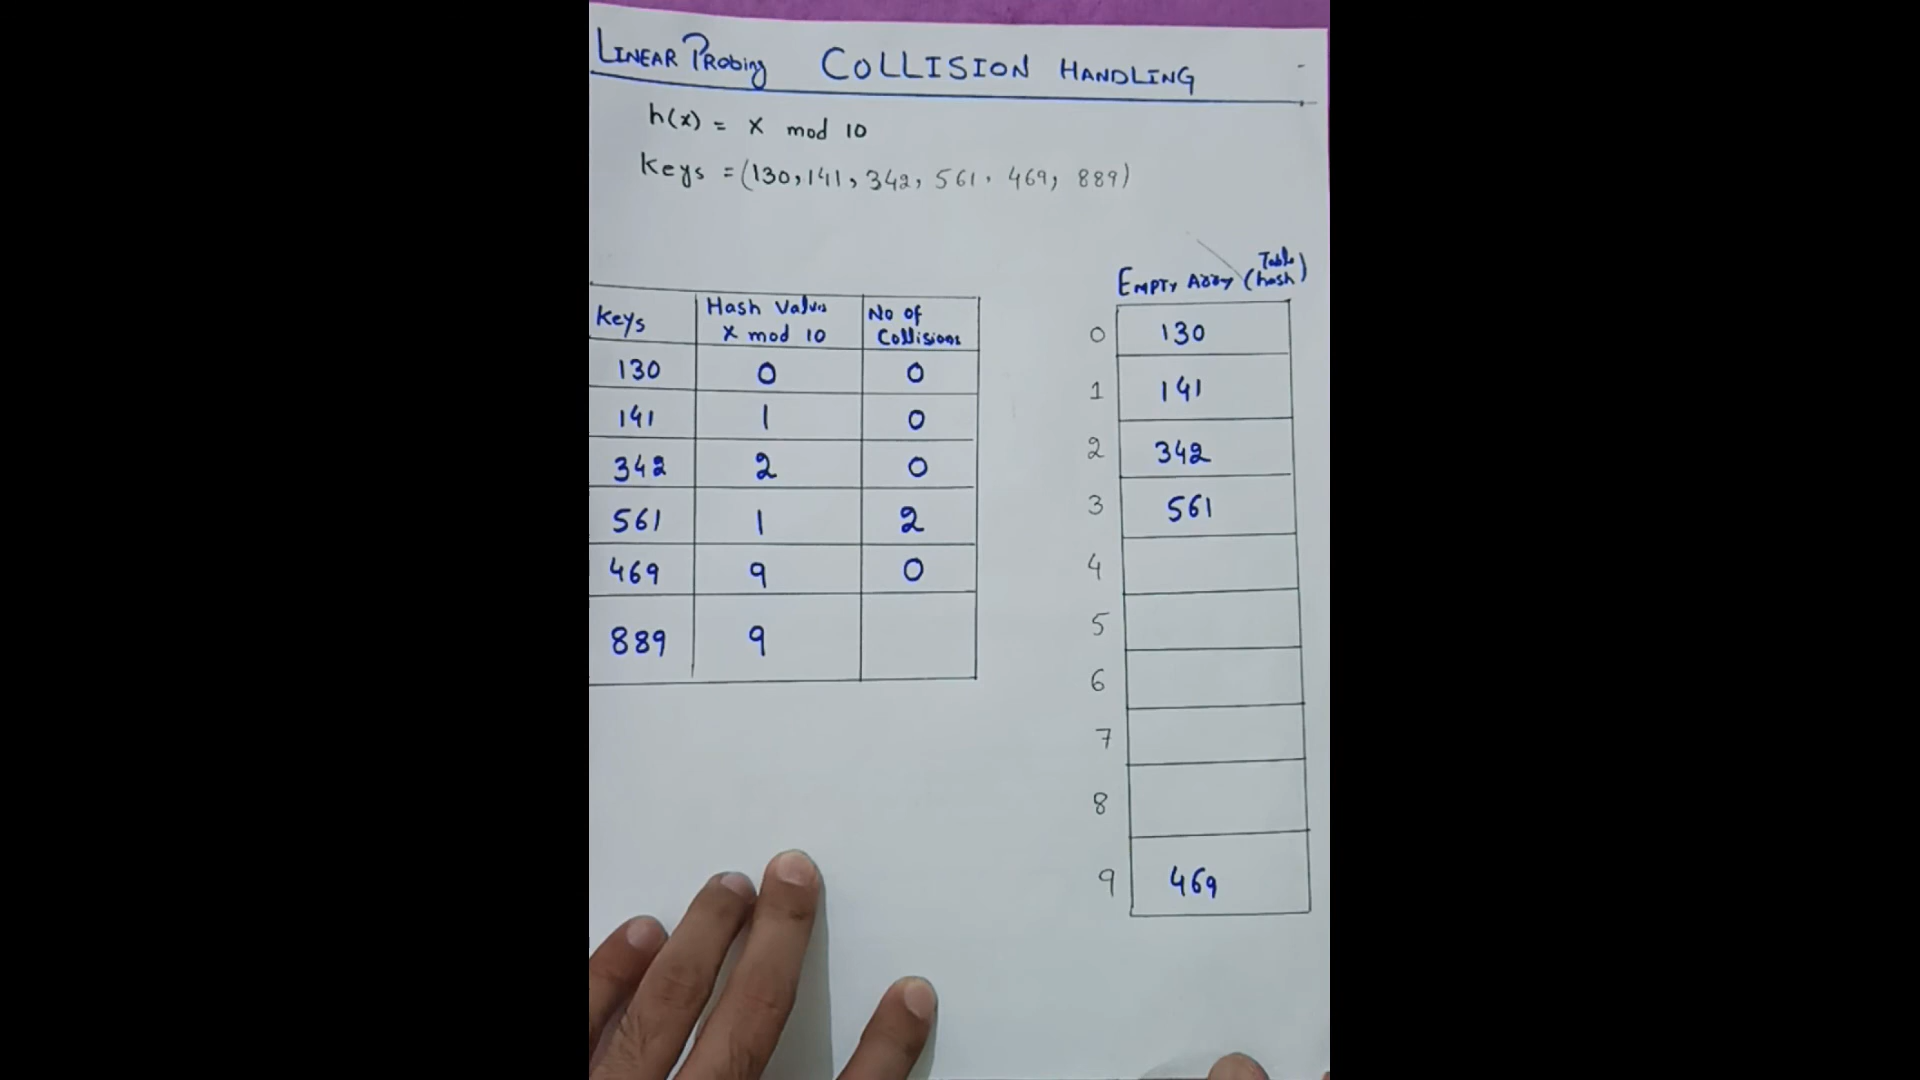 LINEAR PRobing COLLISION HANDLING
h(x) = x mod 10
Keys = (130, 141, 342, 561, 469, 889)
EMPTY Array (hash Table)
Keys Hash Values X mod 10 No of Collisions
130 0 0
141 1 0
342 2 0
561 1 2
469 9 0
889 9
0 130
1 141
2 342
3 561
4
5
6
7
8
9 469